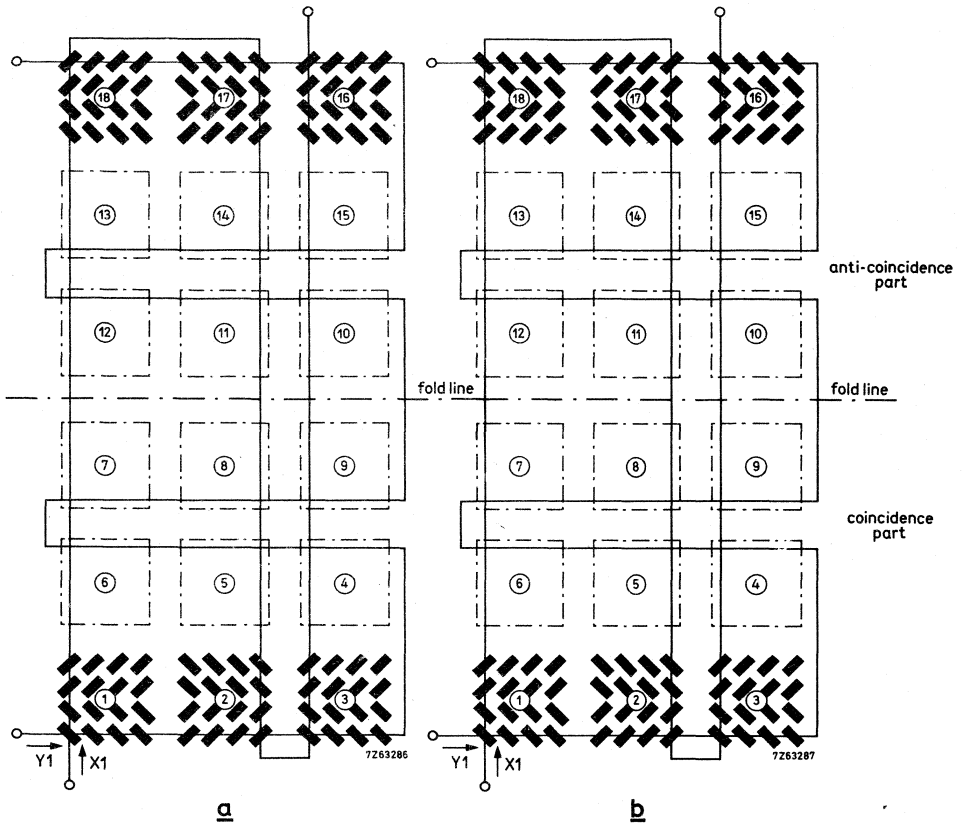 18 17 16 18 17 16
13 14 15 13 14 15
anti-coincidence
part
12 11 10 12 11 10
fold line fold line
7 8 9 7 8 9
coincidence
part
6 5 4 6 5 4
1 2 3 1 2 3
7Z63286 7Z63287
Y1 X1 Y1 X1
a b